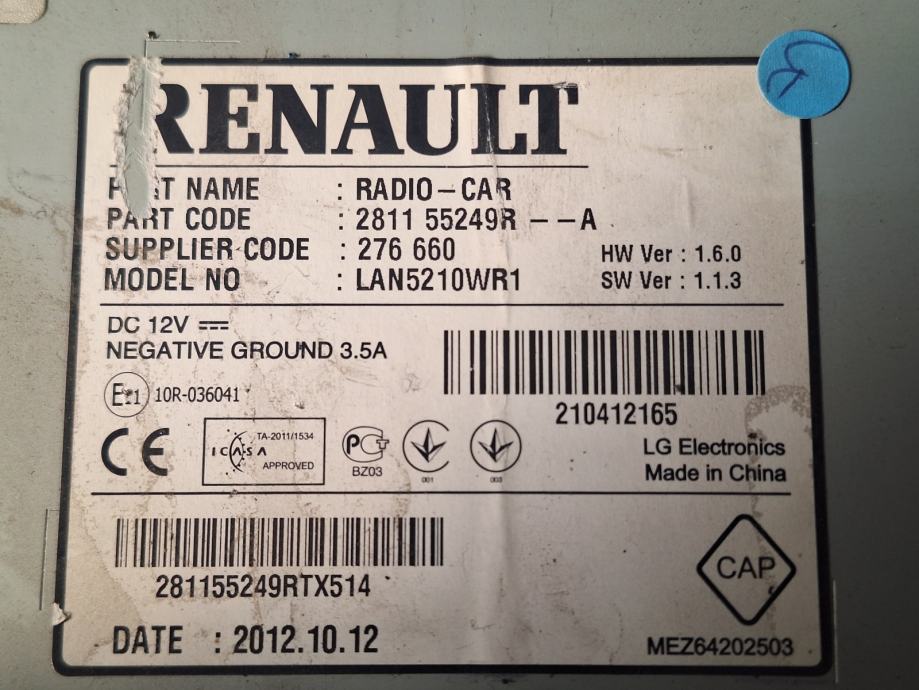 RENAULT
PART NAME : RADIO-CAR
PART CODE : 2811 55249R --A
SUPPLIER CODE : 276 660
HW Ver : 1.6.0
MODEL NO : LAN5210WR1
SW Ver : 1.1.3
DC 12V
NEGATIVE GROUND 3.5A
10R-036041
210412165
CE
TA-2011/1534
ICASA
APPROVED
BZ03
001
003
LG Electronics
Made in China
281155249RTX514
CAP
DATE : 2012.10.12
MEZ64202503